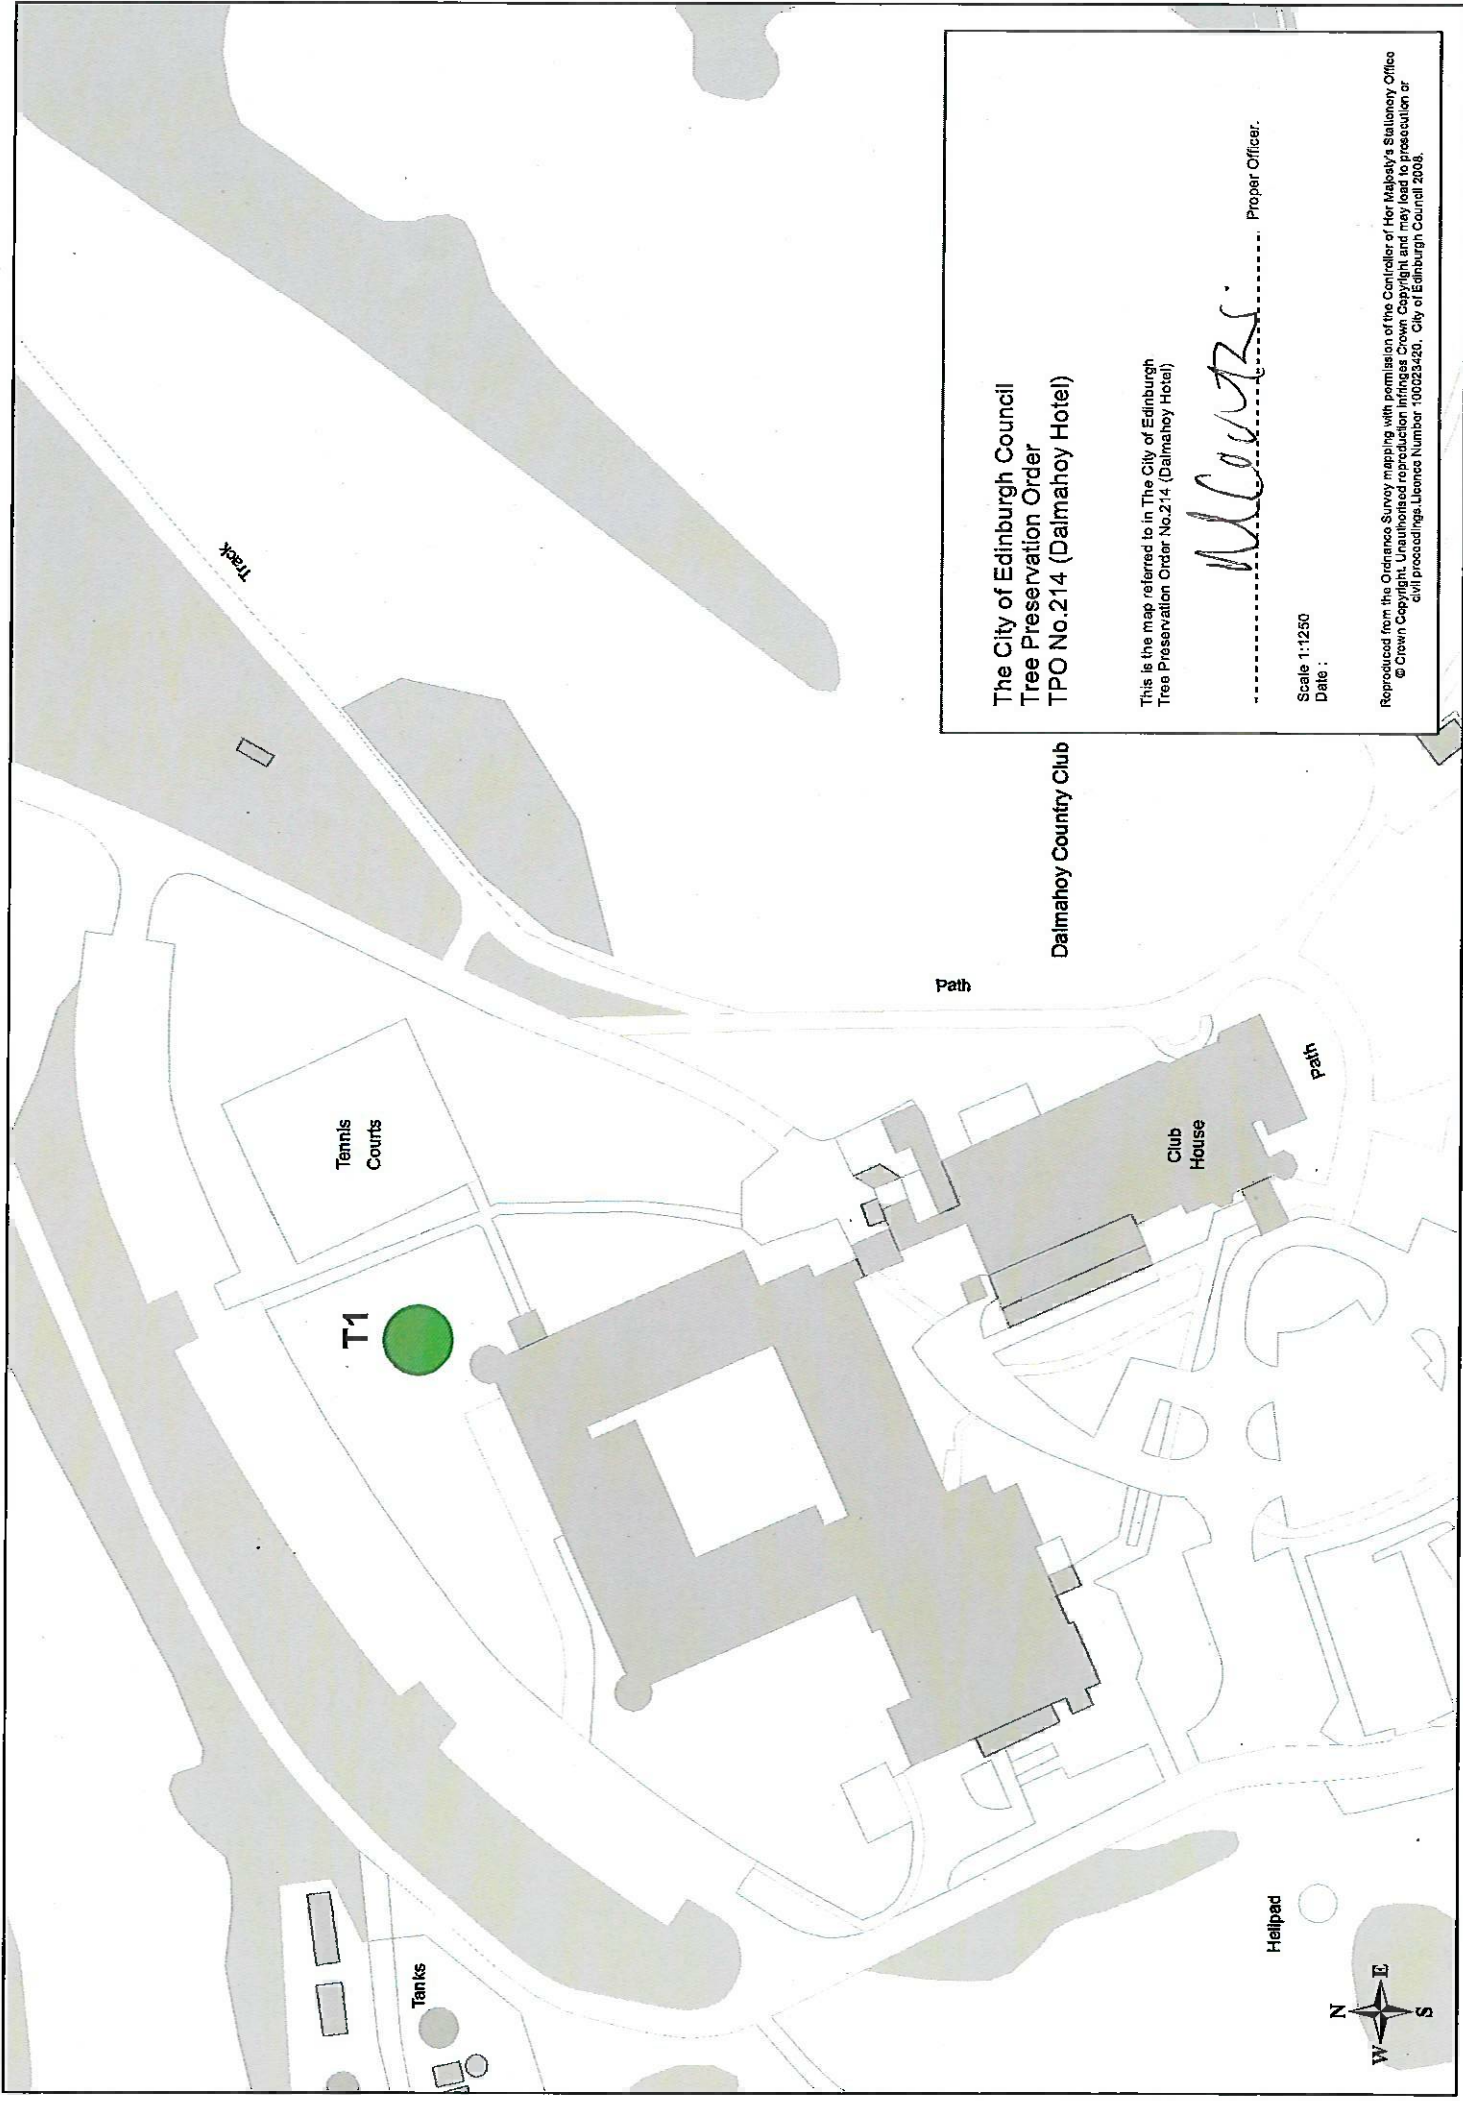 Track
T1
Tennis
Courts
Tanks
Path
Dalmahoy Country Club
Club
House
Path
Helipad
N
W
E
S
The City of Edinburgh Council
Tree Preservation Order
TPO No.214 (Dalmahoy Hotel)
This is the map referred to in The City of Edinburgh
Tree Preservation Order No.214 (Dalmahoy Hotel)
Proper Officer.
Scale 1:1250
Date :
Reproduced from the Ordnance Survey mapping with permission of the Controller of Her Majesty's Stationery Office
© Crown Copyright. Unauthorised reproduction infringes Crown Copyright and may lead to prosecution or
civil proceedings. Licence Number 100023420. City of Edinburgh Council 2008.